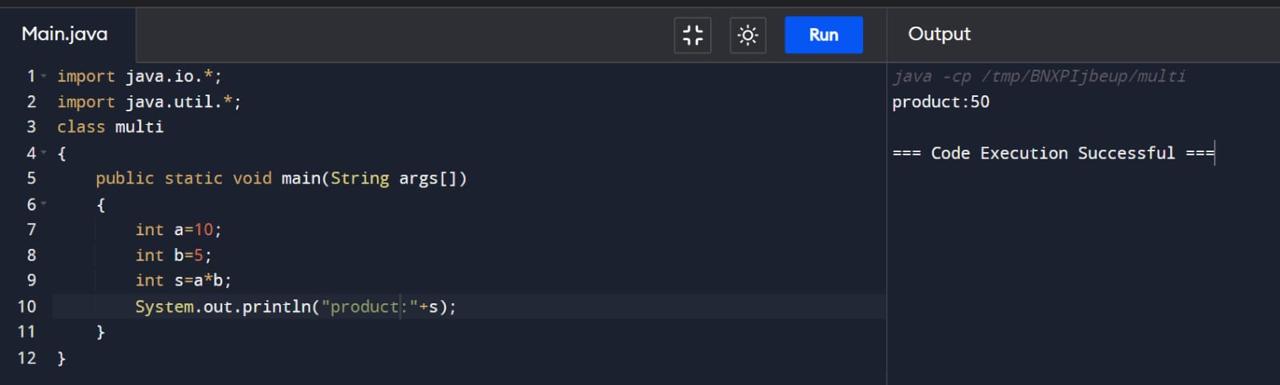 Main.java
Run
Output
1 import java.io.*;
2 import java.util.*;
3 class multi
4 {
5     public static void main(String args[])
6     {
7         int a=10;
8         int b=5;
9         int s=a*b;
10         System.out.println("product:"+s);
11     }
12 }
java -cp /tmp/BNXPIjbeup/multi
product:50
=== Code Execution Successful ===